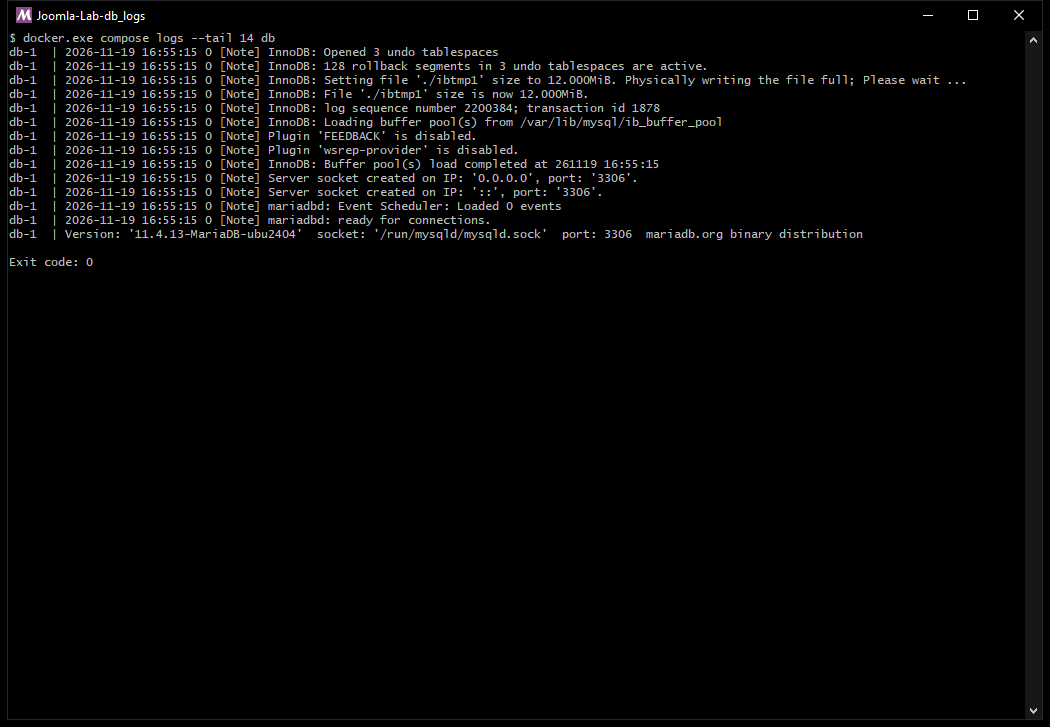 Joomla-Lab-db_logs
$ docker.exe compose logs --tail 14 db
db-1  | 2026-11-19 16:55:15 0 [Note] InnoDB: Opened 3 undo tablespaces
db-1  | 2026-11-19 16:55:15 0 [Note] InnoDB: 128 rollback segments in 3 undo tablespaces are active.
db-1  | 2026-11-19 16:55:15 0 [Note] InnoDB: Setting file './ibtmp1' size to 12.000MiB. Physically writing the file full; Please wait ...
db-1  | 2026-11-19 16:55:15 0 [Note] InnoDB: File './ibtmp1' size is now 12.000MiB.
db-1  | 2026-11-19 16:55:15 0 [Note] InnoDB: log sequence number 2200384; transaction id 1878
db-1  | 2026-11-19 16:55:15 0 [Note] InnoDB: Loading buffer pool(s) from /var/lib/mysql/ib_buffer_pool
db-1  | 2026-11-19 16:55:15 0 [Note] Plugin 'FEEDBACK' is disabled.
db-1  | 2026-11-19 16:55:15 0 [Note] Plugin 'wsrep-provider' is disabled.
db-1  | 2026-11-19 16:55:15 0 [Note] InnoDB: Buffer pool(s) load completed at 261119 16:55:15
db-1  | 2026-11-19 16:55:15 0 [Note] Server socket created on IP: '0.0.0.0', port: '3306'.
db-1  | 2026-11-19 16:55:15 0 [Note] Server socket created on IP: '::', port: '3306'.
db-1  | 2026-11-19 16:55:15 0 [Note] mariadbd: Event Scheduler: Loaded 0 events
db-1  | 2026-11-19 16:55:15 0 [Note] mariadbd: ready for connections.
db-1  | Version: '11.4.13-MariaDB-ubu2404'  socket: '/run/mysqld/mysqld.sock'  port: 3306  mariadb.org binary distribution
Exit code: 0